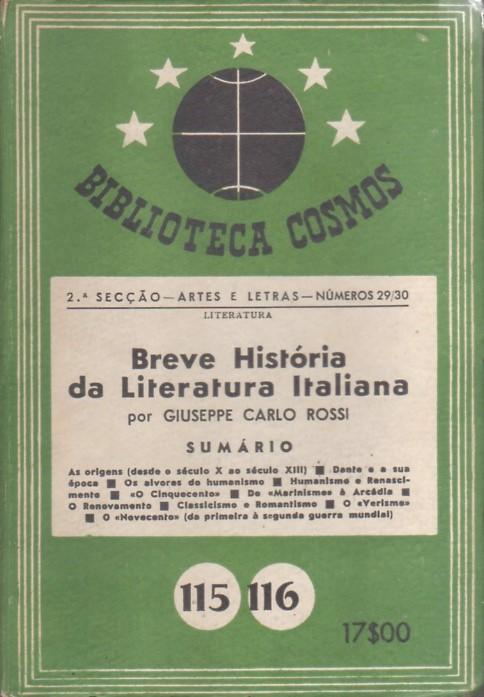 BIBLIOTECA COSMOS
2.ª SECÇÃO — ARTES E LETRAS — NÚMEROS 29/30
LITERATURA
Breve História
da Literatura Italiana
por GIUSEPPE CARLO ROSSI
SUMÁRIO
As origens (desde o século X ao século XIII) ■ Dante e a sua
época ■ Os alvores do humanismo ■ Humanismo e Renasci-
mento ■ «O Cinquecento» ■ Do «Marinismo» à Arcádia ■
O Renovamento ■ Classicismo e Romantismo ■ O «Verismo»
■ O «Novecento» (da primeira à segunda guerra mundial)
115 116
17$00